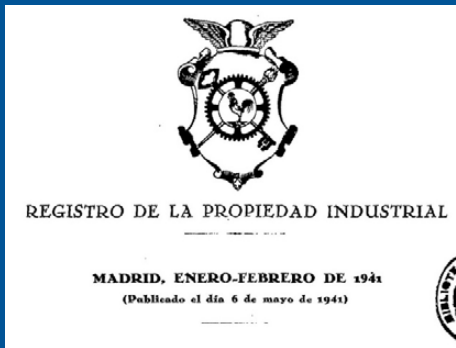 REGISTRO DE LA PROPIEDAD INDUSTRIAL
MADRID, ENERO-FEBRERO DE 1941
(Publicado el día 6 de mayo de 1941)